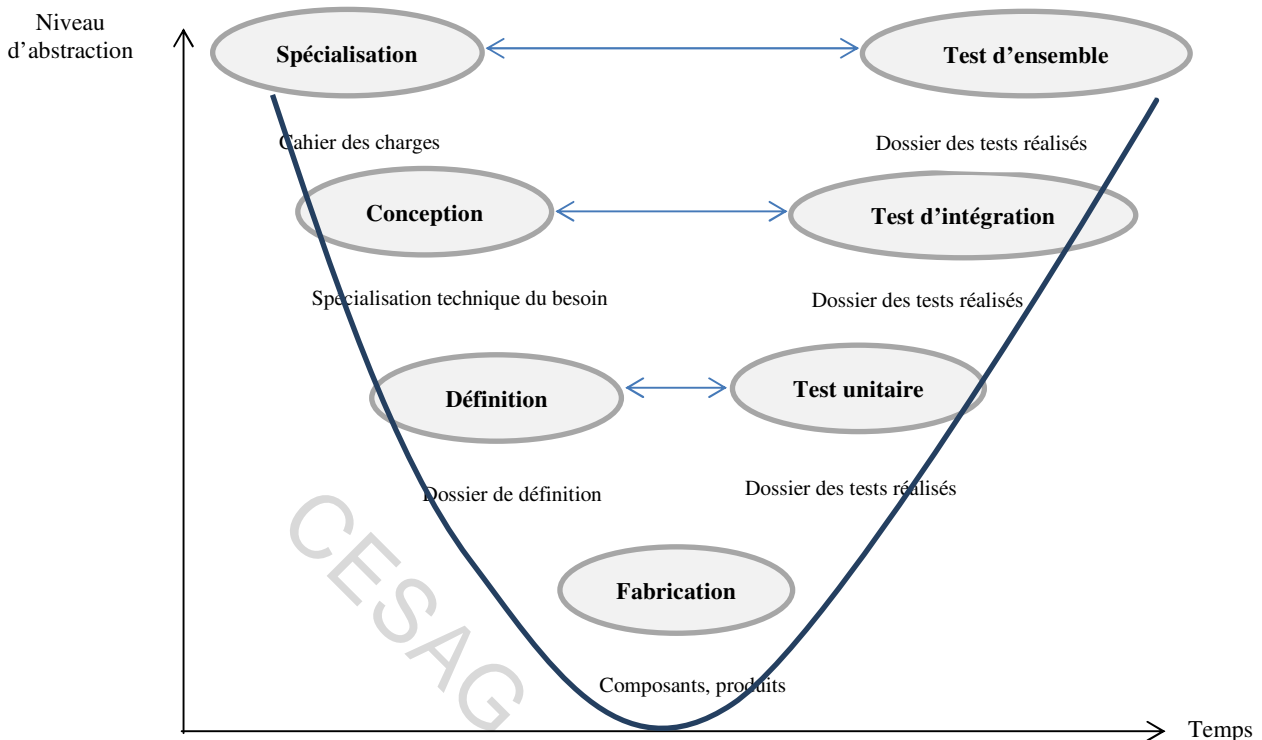 Niveau
d'abstraction
Spécialisation
Test d'ensemble
Cahier des charges
Dossier des tests réalisés
Conception
Test d'intégration
Spécialisation technique du besoin
Dossier des tests réalisés
Définition
Test unitaire
Dossier de définition
Dossier des tests réalisés
CESAG
Fabrication
Composants, produits
Temps